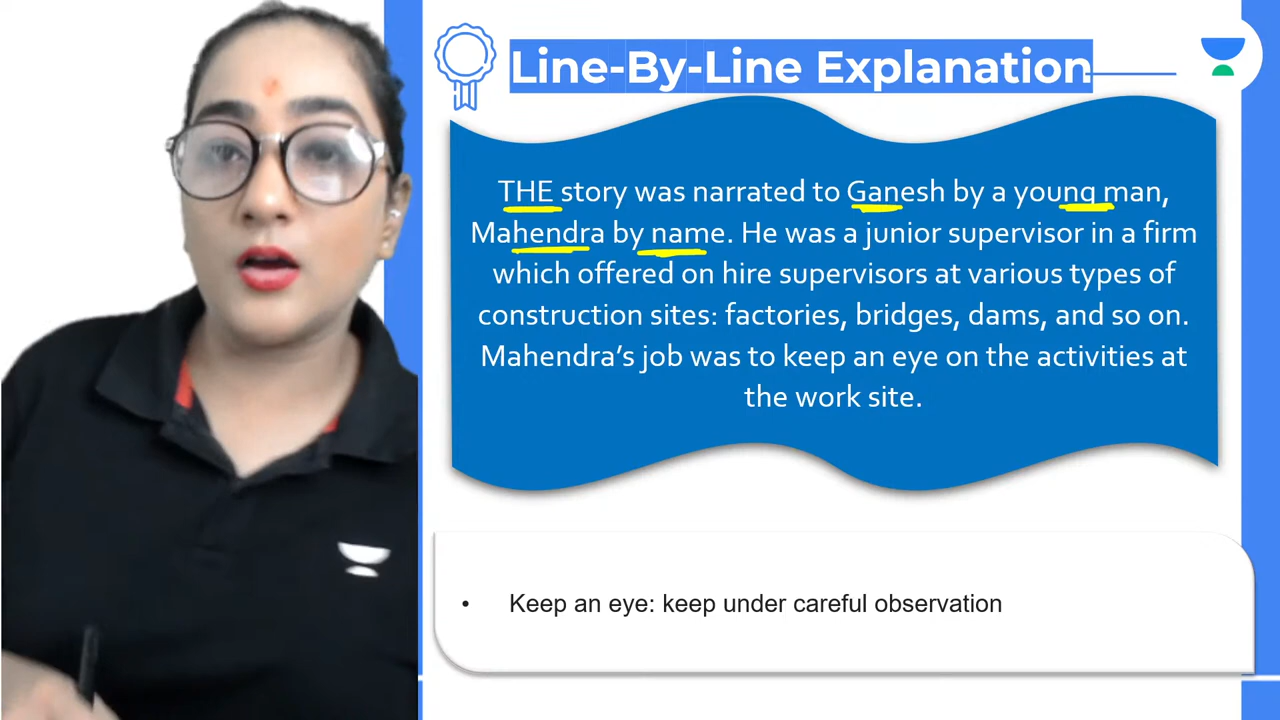 Line-By-Line Explanation
THE story was narrated to Ganesh by a young man,
Mahendra by name. He was a junior supervisor in a firm
which offered on hire supervisors at various types of
construction sites: factories, bridges, dams, and so on.
Mahendra’s job was to keep an eye on the activities at
the work site.
• Keep an eye: keep under careful observation